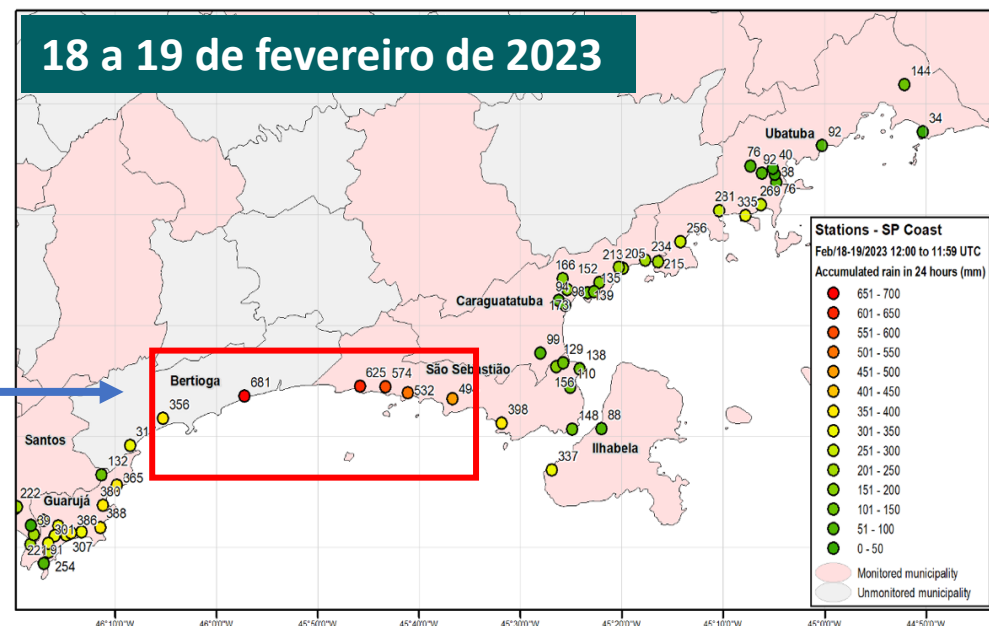 18 a 19 de fevereiro de 2023
144
34
Ubatuba
92
76
92
40
38
76
269
281
335
256
234
205
213
215
166
152
135
94
98
139
173
Caraguatatuba
99
129
138
110
156
São Sebastião
625
574
532
Bertioga
681
356
398
148
88
Ilhabela
337
Santos
132
365
380
Guarujá
388
386
222
39
301
307
91
254
Stations - SP Coast
Feb/18-19/2023 12:00 to 11:59 UTC
Accumulated rain in 24 hours (mm)
651 - 700
601 - 650
551 - 600
501 - 550
451 - 500
401 - 450
351 - 400
301 - 350
251 - 300
201 - 250
151 - 200
101 - 150
51 - 100
0 - 50
Monitored municipality
Unmonitored municipality
46°10'0"W
46°0'0"W
45°50'0"W
45°40'0"W
45°30'0"W
45°20'0"W
45°10'0"W
45°0'0"W
44°50'0"W